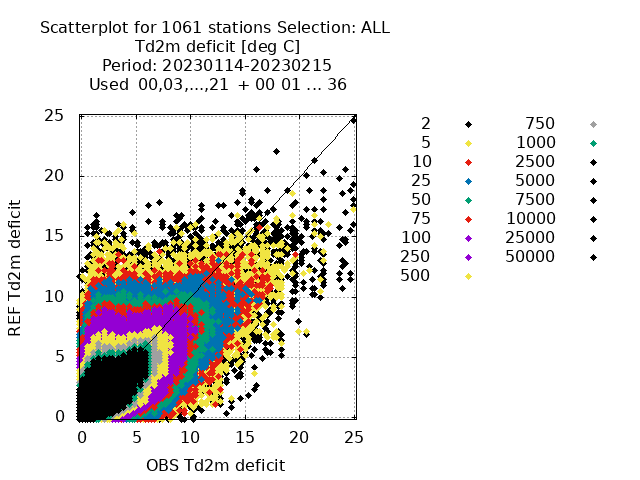 Scatterplot for 1061 stations Selection: ALL
Td2m deficit [deg C]
Period: 20230114-20230215
Used 00,03,...,21 + 00 01 ... 36
25
20
15
10
5
0
REF Td2m deficit
0 5 10 15 20 25
OBS Td2m deficit
2 750
5 1000
10 2500
25 5000
50 7500
75 10000
100 25000
250 50000
500